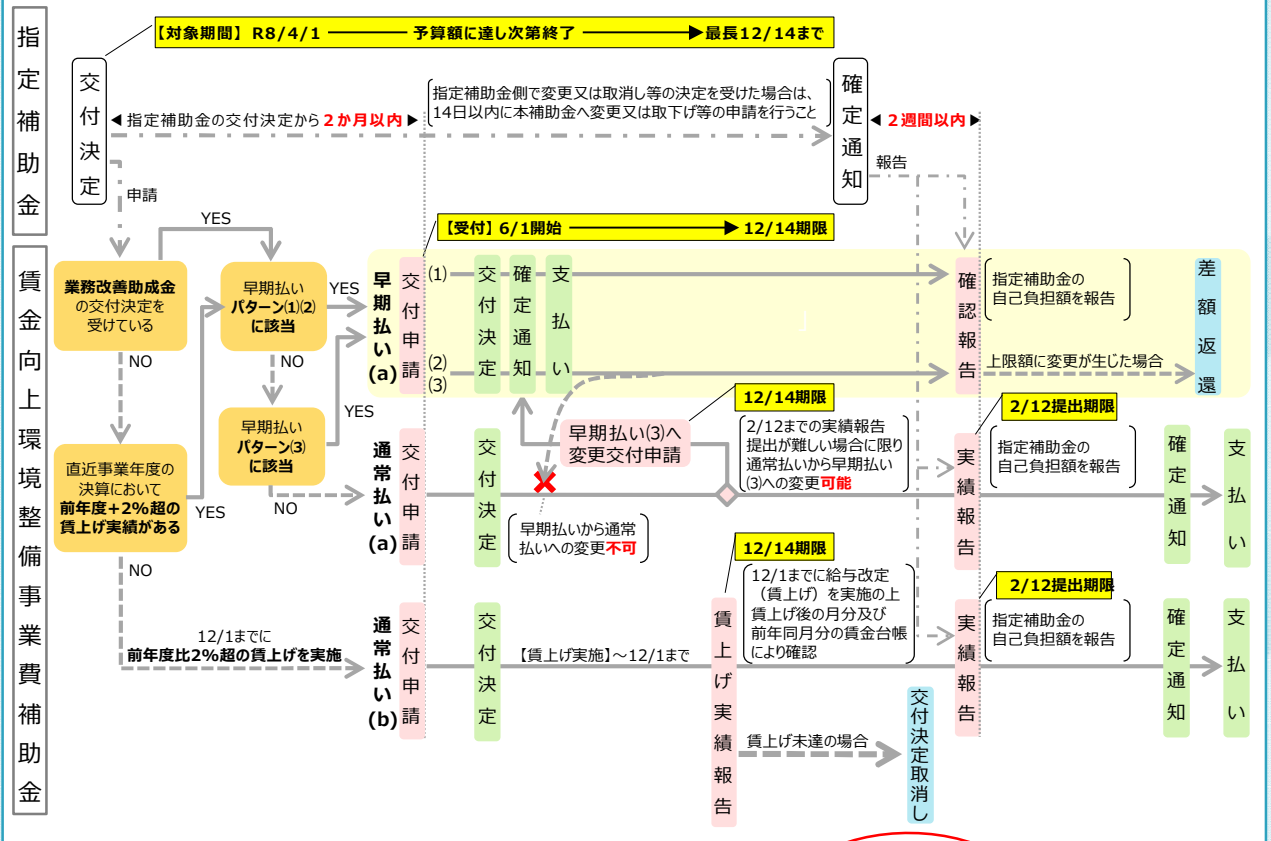 指定補助金
【対象期間】 R8/4/1 予算額に達し次第終了 最長12/14まで
交付決定
指定補助金の交付決定から2か月以内
指定補助金側で変更又は取消し等の決定を受けた場合は、
14日以内に本補助金へ変更又は取下げ等の申請を行うこと
確定通知
2週間以内
報告
申請
賃金向上環境整備事業費補助金
【受付】 6/1開始 12/14期限
業務改善助成金
の交付決定を
受けている
YES
NO
早期払い
パターン(1)(2)
に該当
YES
NO
早期払い
パターン(3)
に該当
YES
NO
直近事業年度の
決算において
前年度+2%超の
賃上げ実績がある
YES
NO
12/1までに
前年度比2%超の賃上げを実施
早期払い(a)
交付申請
(1)
(2)
(3)
交付決定
確定通知
支払い
確認報告
指定補助金の
自己負担額を報告
上限額に変更が生じた場合
差額返還
12/14期限
早期払い(3)へ
変更交付申請
2/12までの実績報告
提出が難しい場合に限り
通常払いから早期払い
(3)への変更可能
早期払いから通常
払いへの変更不可
通常払い(a)
交付申請
交付決定
2/12提出期限
実績報告
指定補助金の
自己負担額を報告
確定通知
支払い
通常払い(b)
交付申請
交付決定
【賃上げ実施】~12/1まで
12/14期限
賃上げ実績報告
12/1までに給与改定
(賃上げ)を実施の上
賃上げ後の月分及び
前年同月分の賃金台帳
により確認
賃上げ未達の場合
交付決定取消し
2/12提出期限
実績報告
指定補助金の
自己負担額を報告
確定通知
支払い